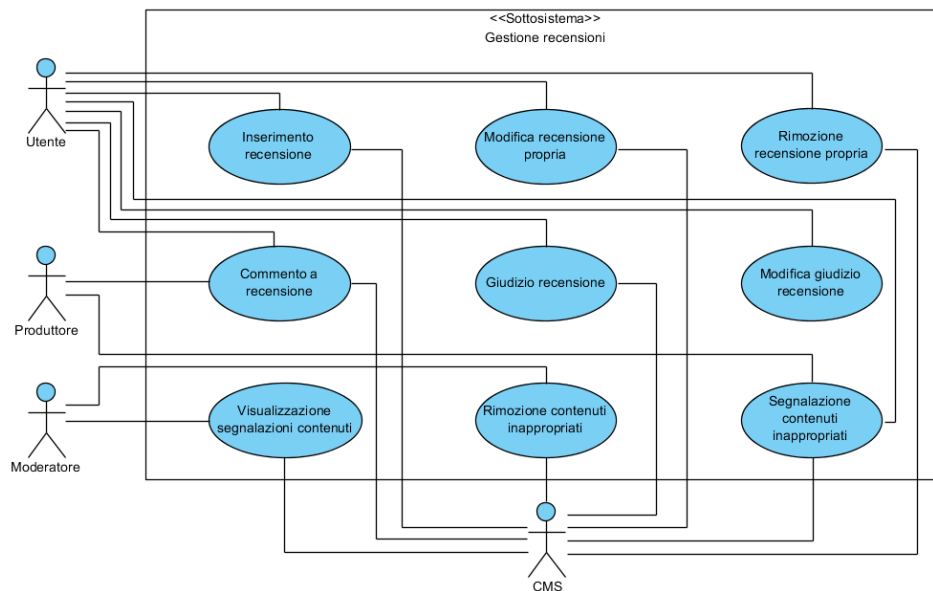 <<Sottosistema>>
Gestione recensioni
Utente
Inserimento
recensione
Modifica recensione
propria
Rimozione
recensione propria
Produttore
Commento a
recensione
Giudizio recensione
Modifica giudizio
recensione
Moderatore
Visualizzazione
segnalazioni contenuti
Rimozione contenuti
inappropriati
Segnalazione
contenuti
inappropriati
CMS